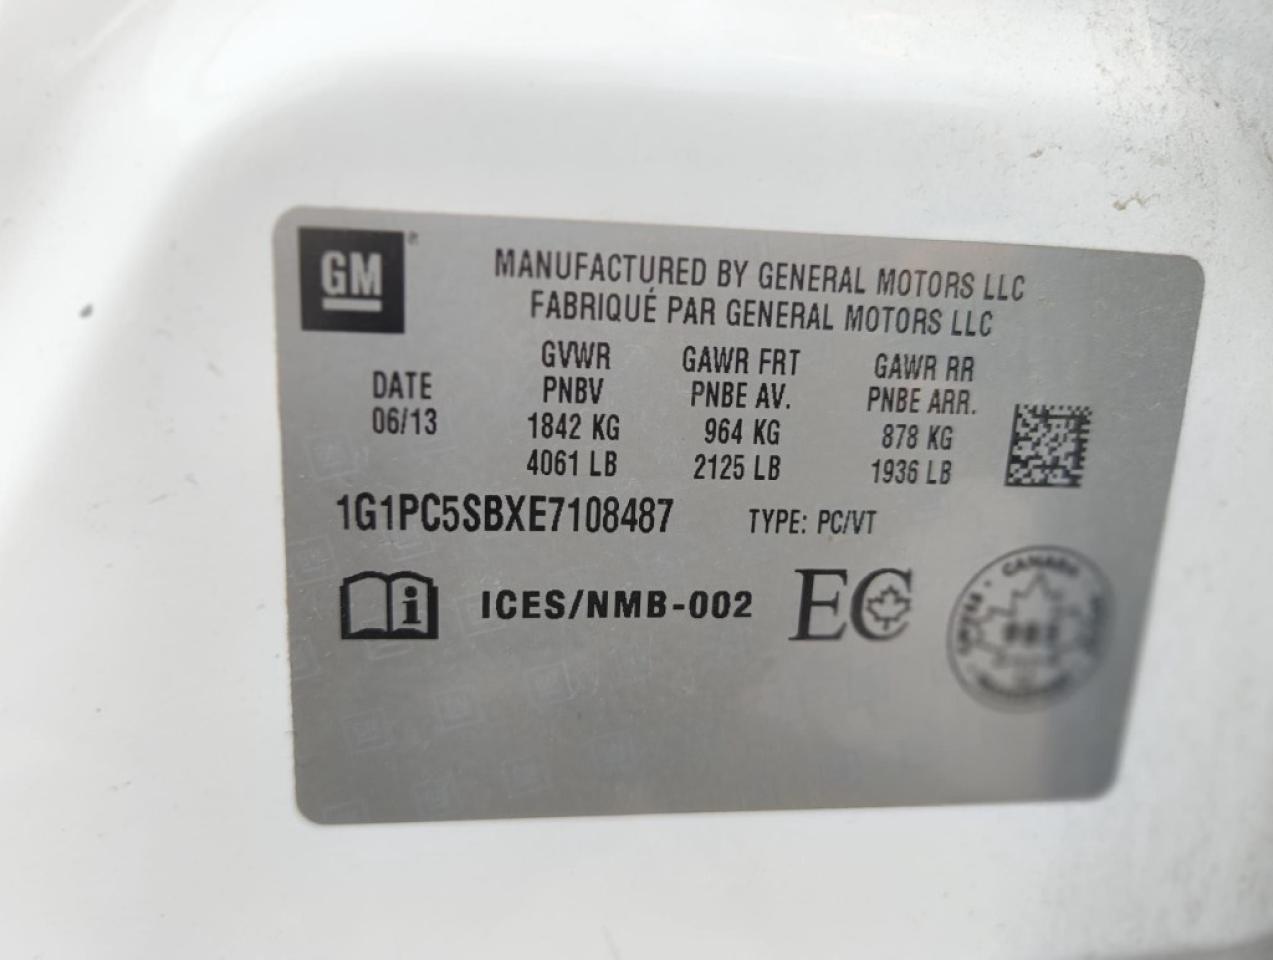 GM®
MANUFACTURED BY GENERAL MOTORS LLC
FABRIQUÉ PAR GENERAL MOTORS LLC
DATE
06/13
GVWR
PNBV
1842 KG
4061 LB
GAWR FRT
PNBE AV.
964 KG
2125 LB
GAWR RR
PNBE ARR.
878 KG
1936 LB
1G1PC5SBXE7108487
TYPE: PC/VT
i
ICES/NMB-002
EC
CANADA